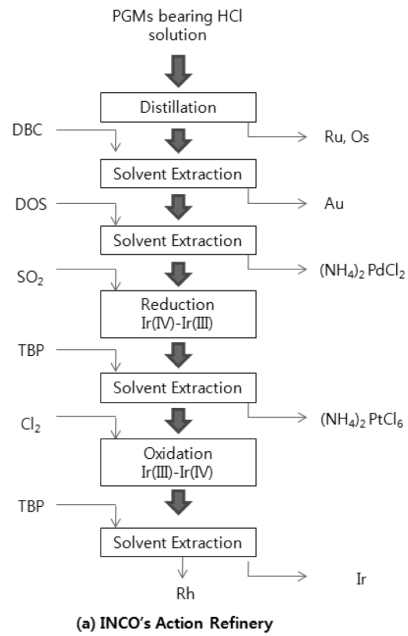 PGMs bearing HCl
solution
Distillation
DBC
Ru, Os
Solvent Extraction
DOS
Au
Solvent Extraction
SO₂
(NH₄)₂ PdCl₂
Reduction
Ir(Ⅳ)-Ir(Ⅲ)
TBP
Solvent Extraction
Cl₂
(NH₄)₂ PtCl₆
Oxidation
Ir(Ⅲ)-Ir(Ⅳ)
TBP
Solvent Extraction
Rh
Ir
(a) INCO's Action Refinery